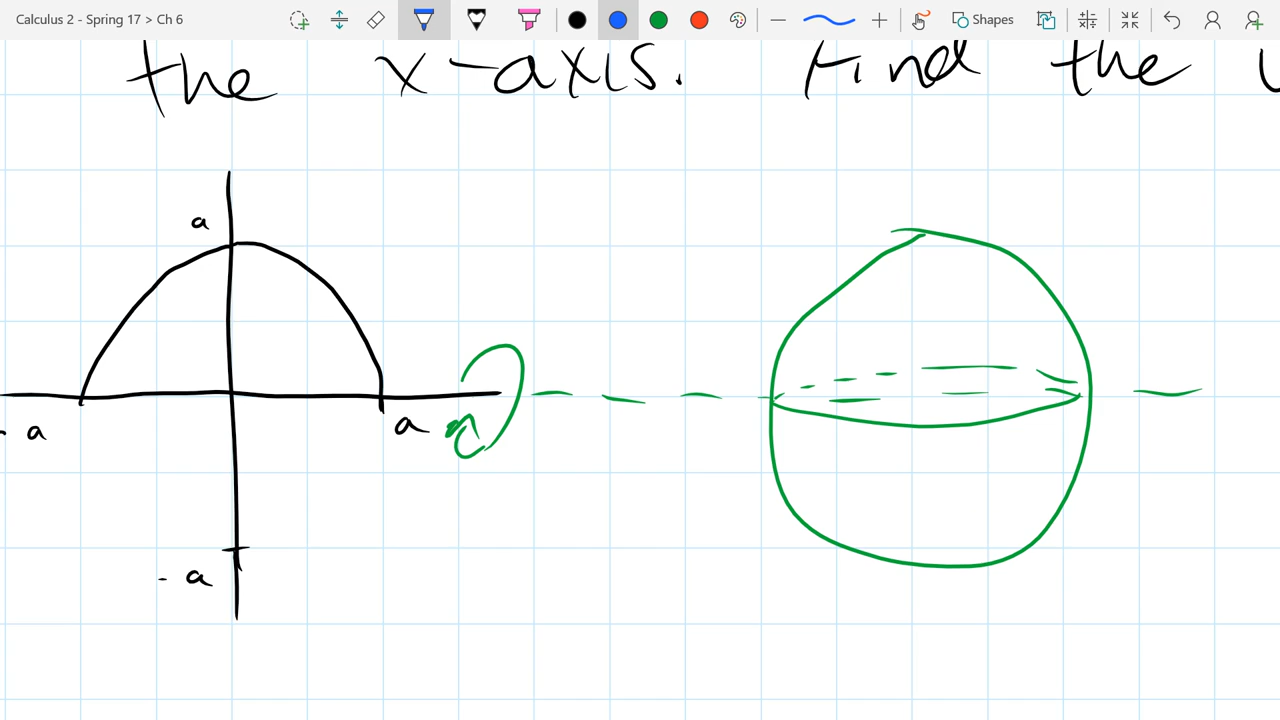 Calculus 2 - Spring 17 > Ch 6
Shapes
the x-axis. Find the
a
- a
a
- a